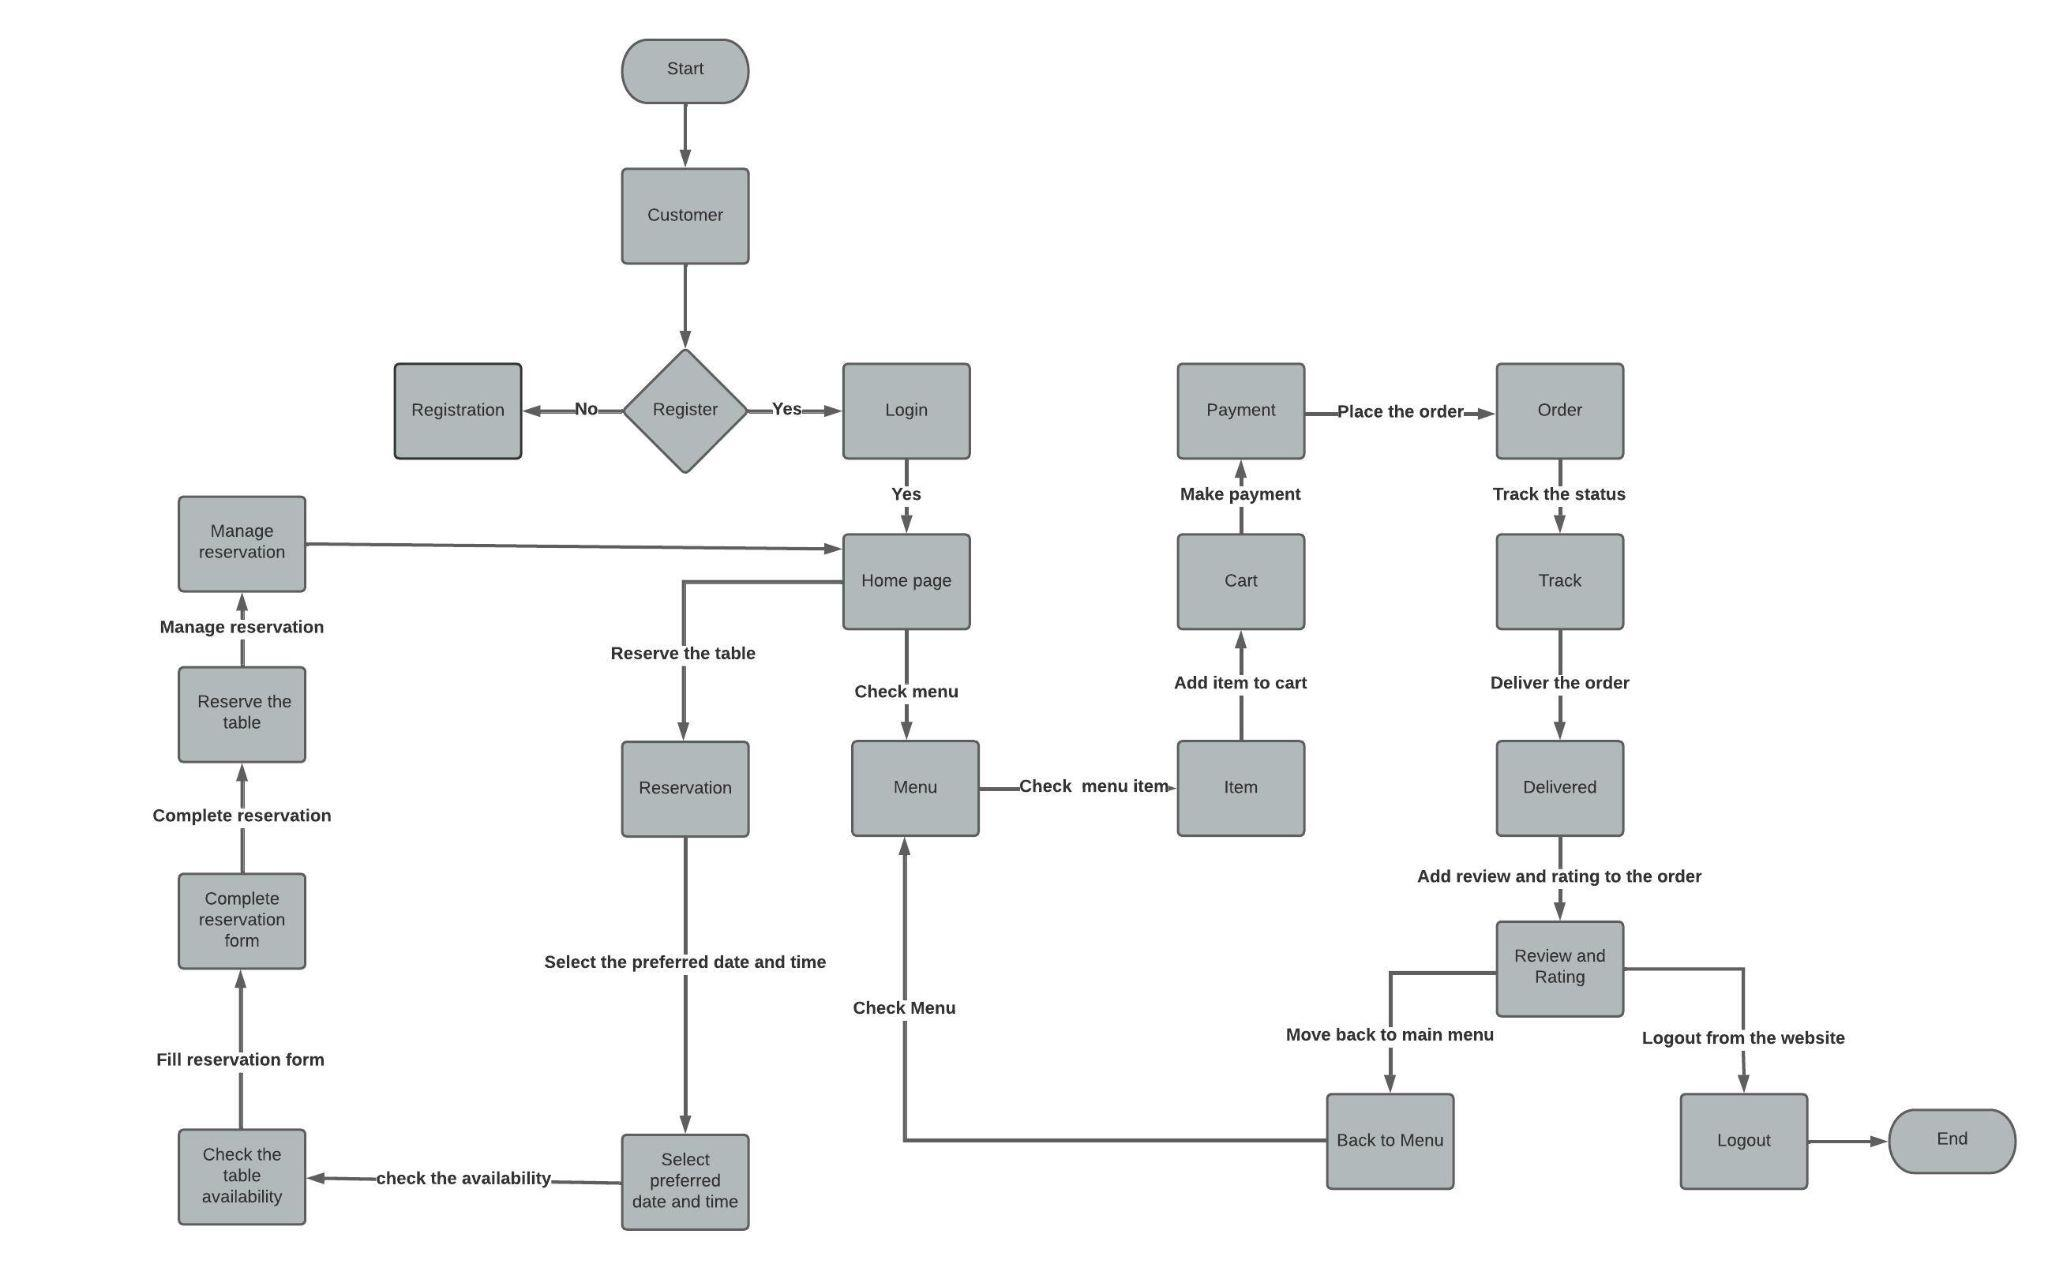 Start
Customer
Registration
No
Register
Yes
Login
Payment
Place the order
Order
Yes
Make payment
Track the status
Manage
reservation
Home page
Cart
Track
Manage reservation
Reserve the table
Check menu
Add item to cart
Deliver the order
Reserve the
table
Reservation
Menu
Check  menu item
Item
Delivered
Complete reservation
Add review and rating to the order
Complete
reservation
form
Select the preferred date and time
Review and
Rating
Check Menu
Move back to main menu
Logout from the website
Fill reservation form
Check the
table
availability
check the availability
Select
preferred
date and time
Back to Menu
Logout
End